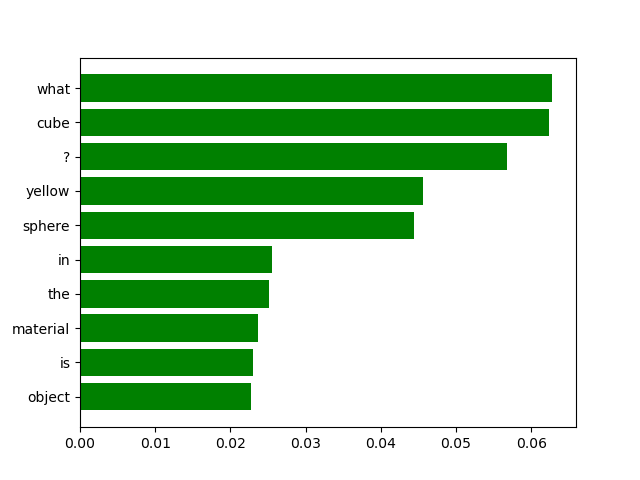 what
cube
?
yellow
sphere
in
the
material
is
object
0.00 0.01 0.02 0.03 0.04 0.05 0.06